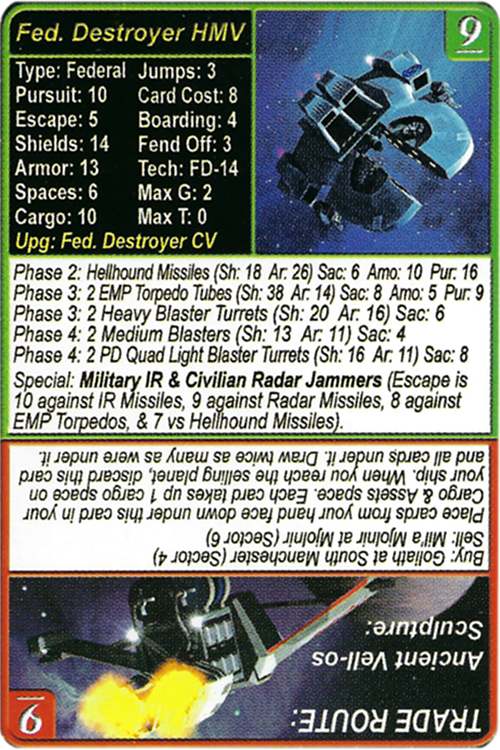 Fed. Destroyer HMV
9
Type: Federal Jumps: 3
Pursuit: 10 Card Cost: 8
Escape: 5 Boarding: 4
Shields: 14 Fend Off: 3
Armor: 13 Tech: FD-14
Spaces: 6 Max G: 2
Cargo: 10 Max T: 0
Upg: Fed. Destroyer CV
Phase 2: Hellhound Missiles (Sh: 18 Ar: 26) Sac: 6 Amo: 10 Pur: 16
Phase 3: 2 EMP Torpedo Tubes (Sh: 38 Ar: 14) Sac: 8 Amo: 5 Pur: 9
Phase 3: 2 Heavy Blaster Turrets (Sh: 20 Ar: 16) Sac: 6
Phase 4: 2 Medium Blasters (Sh: 13 Ar: 11) Sac: 4
Phase 4: 2 PD Quad Light Blaster Turrets (Sh: 16 Ar: 11) Sac: 8
Special: Military IR & Civilian Radar Jammers (Escape is
10 against IR Missiles, 9 against Radar Missiles, 8 against
EMP Torpedos, & 7 vs Hellhound Missiles).
TRADE ROUTE:
9
Ancient Vell-os
Sculpture:
Buy: Goliath at South Manchester (Sector 4)
Sell: Mi'la Mjolnir at Mjolnir (Sector 6)
Place cards from your hand face down under this card in your
Cargo & Assets space. Each card takes up 1 cargo space on
your ship. When you reach the selling planet, discard this card
and all cards under it. Draw twice as many as were under it.